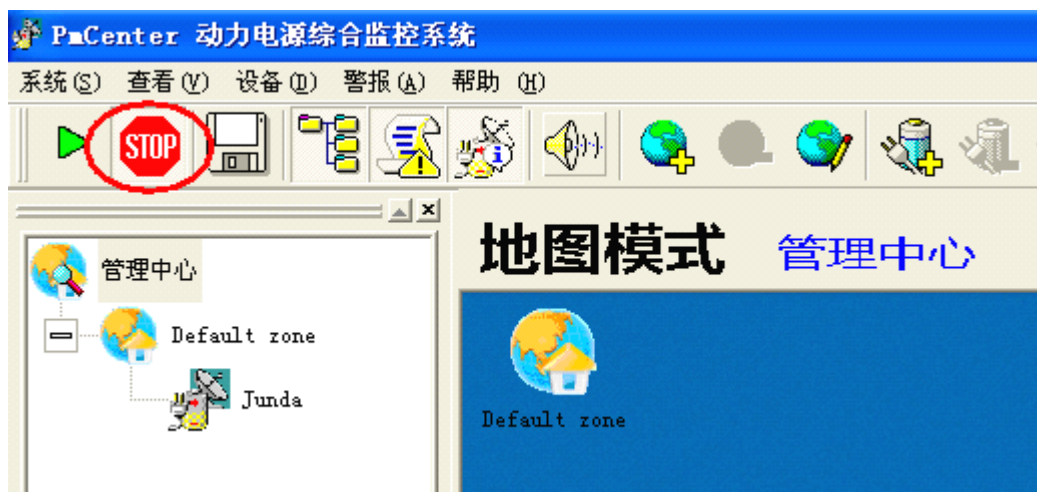 PmCenter 动力电源综合监控系统
系统(S) 查看(V) 设备(D) 警报(A) 帮助 (H)
STOP
管理中心
Default zone
Junda
地图模式 管理中心
Default zone